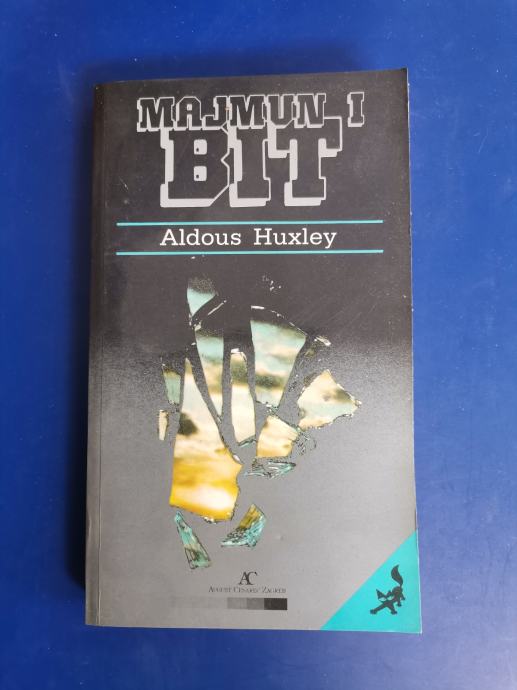 MAJMUN I
BIT
Aldous Huxley
AC
AUGUST CESAREC ZAGREB